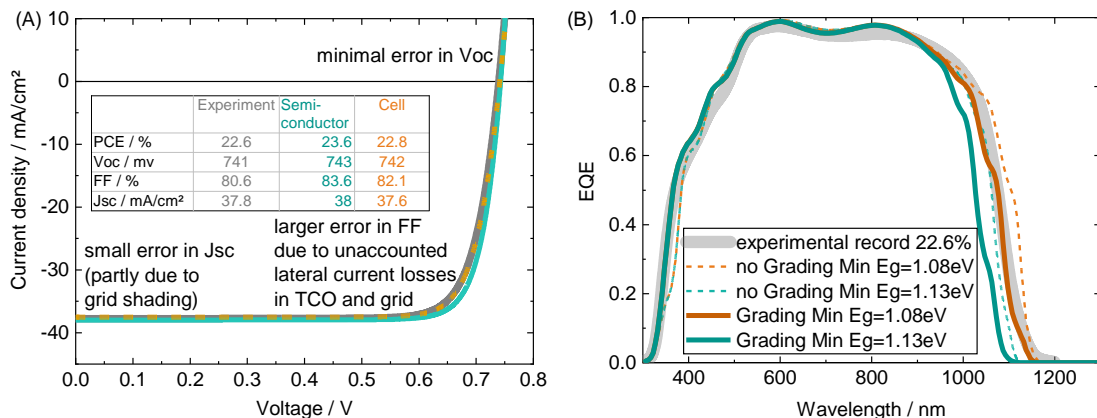 (A)
10
0
-10
-20
-30
-40
Current density / mA/cm²
0.0 0.1 0.2 0.3 0.4 0.5 0.6 0.7 0.8
Voltage / V
minimal error in Voc
Experiment Semi-conductor Cell
PCE / % 22.6 23.6 22.8
Voc / mv 741 743 742
FF / % 80.6 83.6 82.1
Jsc / mA/cm² 37.8 38 37.6
small error in Jsc
(partly due to
grid shading)
larger error in FF
due to unaccounted
lateral current losses
in TCO and grid
(B)
1.0
0.8
0.6
0.4
0.2
0.0
EQE
400 600 800 1000 1200
Wavelength / nm
experimental record 22.6%
no Grading Min Eg=1.08eV
no Grading Min Eg=1.13eV
Grading Min Eg=1.08eV
Grading Min Eg=1.13eV